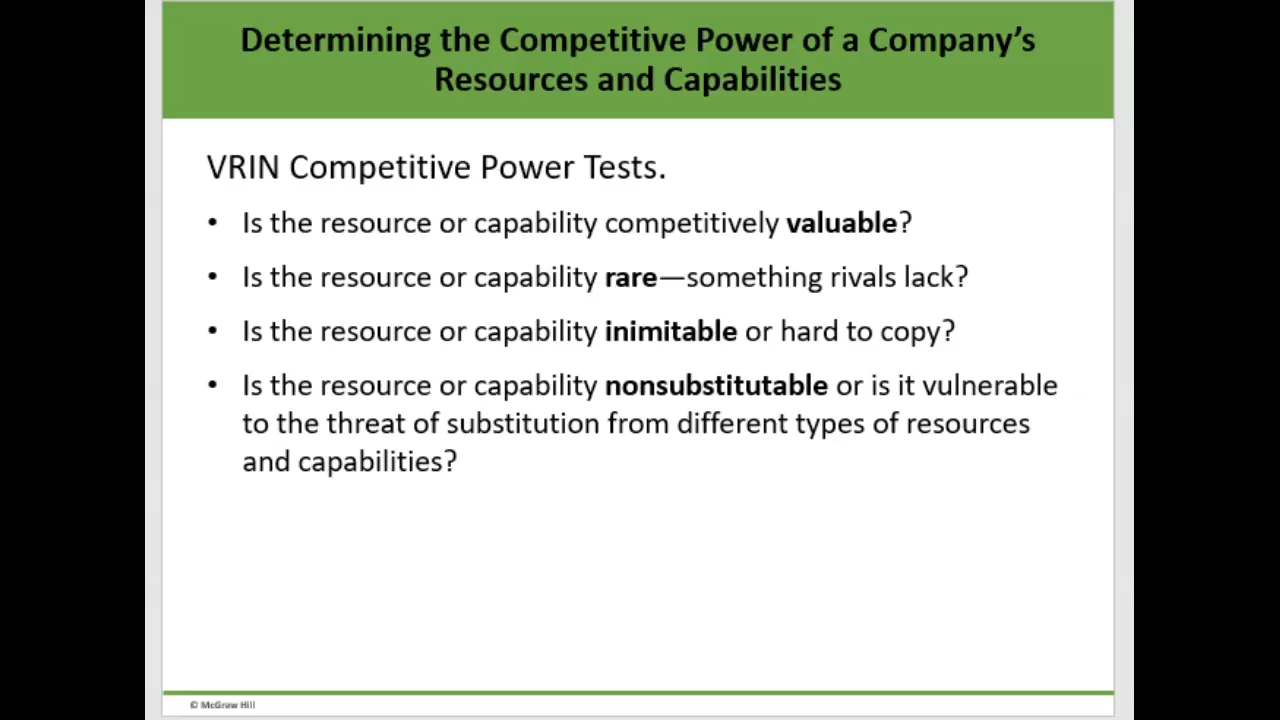 Determining the Competitive Power of a Company’s
Resources and Capabilities
VRIN Competitive Power Tests.
• Is the resource or capability competitively valuable?
• Is the resource or capability rare—something rivals lack?
• Is the resource or capability inimitable or hard to copy?
• Is the resource or capability nonsubstitutable or is it vulnerable
to the threat of substitution from different types of resources
and capabilities?
© McGraw Hill